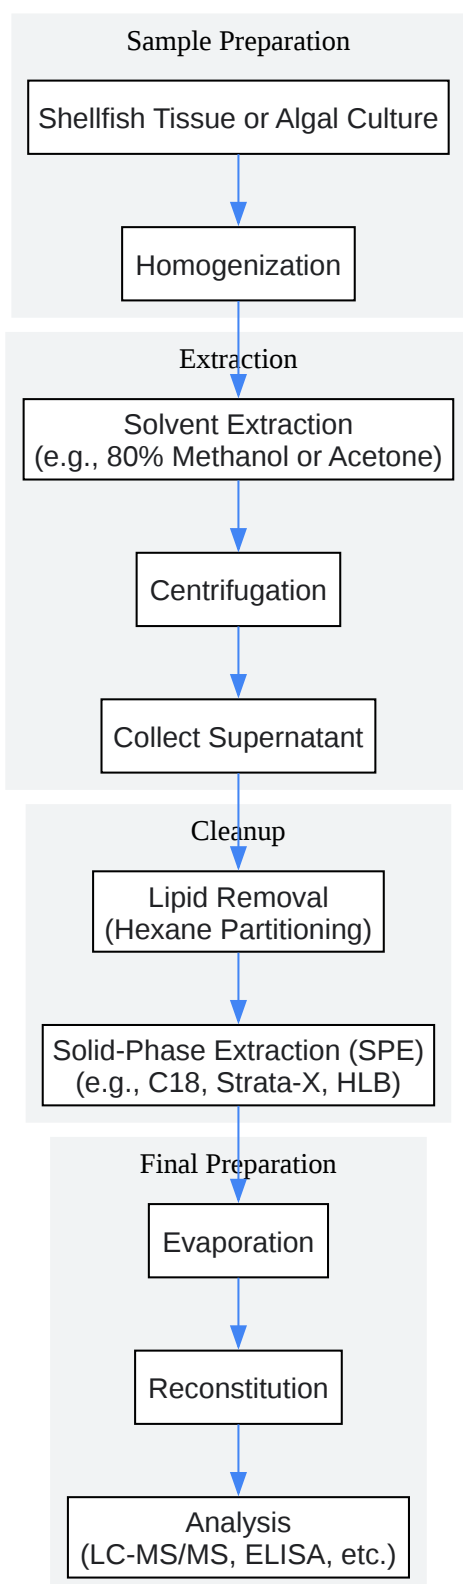 Sample Preparation
Shellfish Tissue or Algal Culture
Homogenization
Extraction
Solvent Extraction
(e.g., 80% Methanol or Acetone)
Centrifugation
Collect Supernatant
Cleanup
Lipid Removal
(Hexane Partitioning)
Solid-Phase Extraction (SPE)
(e.g., C18, Strata-X, HLB)
Final Preparation
Evaporation
Reconstitution
Analysis
(LC-MS/MS, ELISA, etc.)